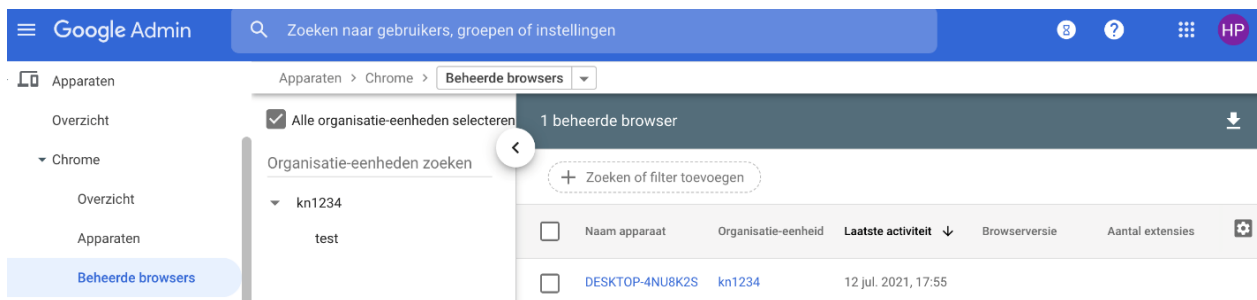 Google Admin
Zoeken naar gebruikers, groepen of instellingen
8
?
HP
Apparaten
Overzicht
Chrome
Overzicht
Apparaten
Beheerde browsers
Apparaten > Chrome > Beheerde browsers
Alle organisatie-eenheden selecteren
Organisatie-eenheden zoeken
kn1234
test
1 beheerde browser
+ Zoeken of filter toevoegen
Naam apparaat Organisatie-eenheid Laatste activiteit ↓ Browserversie Aantal extensies
DESKTOP-4NU8K2S kn1234 12 jul. 2021, 17:55